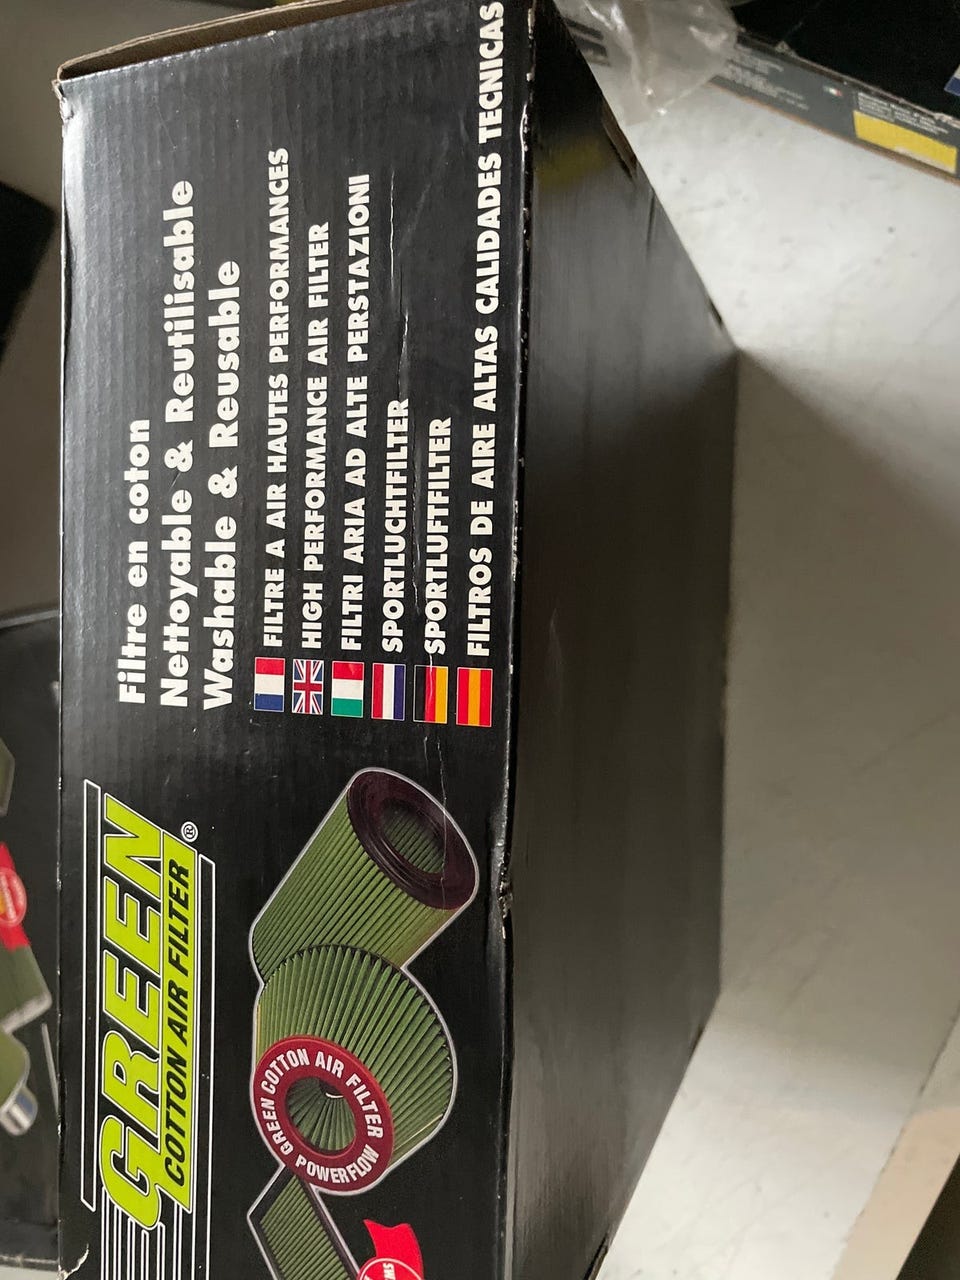 GREEN®
COTTON AIR FILTER
GREEN COTTON AIR FILTER
POWERFLOW
Filtre en coton
Nettoyable & Reutilisable
Washable & Reusable
FILTRE A AIR HAUTES PERFORMANCES
HIGH PERFORMANCE AIR FILTER
FILTRI ARIA AD ALTE PERSTAZIONI
SPORTLUCHTFILTER
SPORTLUFTFILTER
FILTROS DE AIRE ALTAS CALIDADES TECNICAS